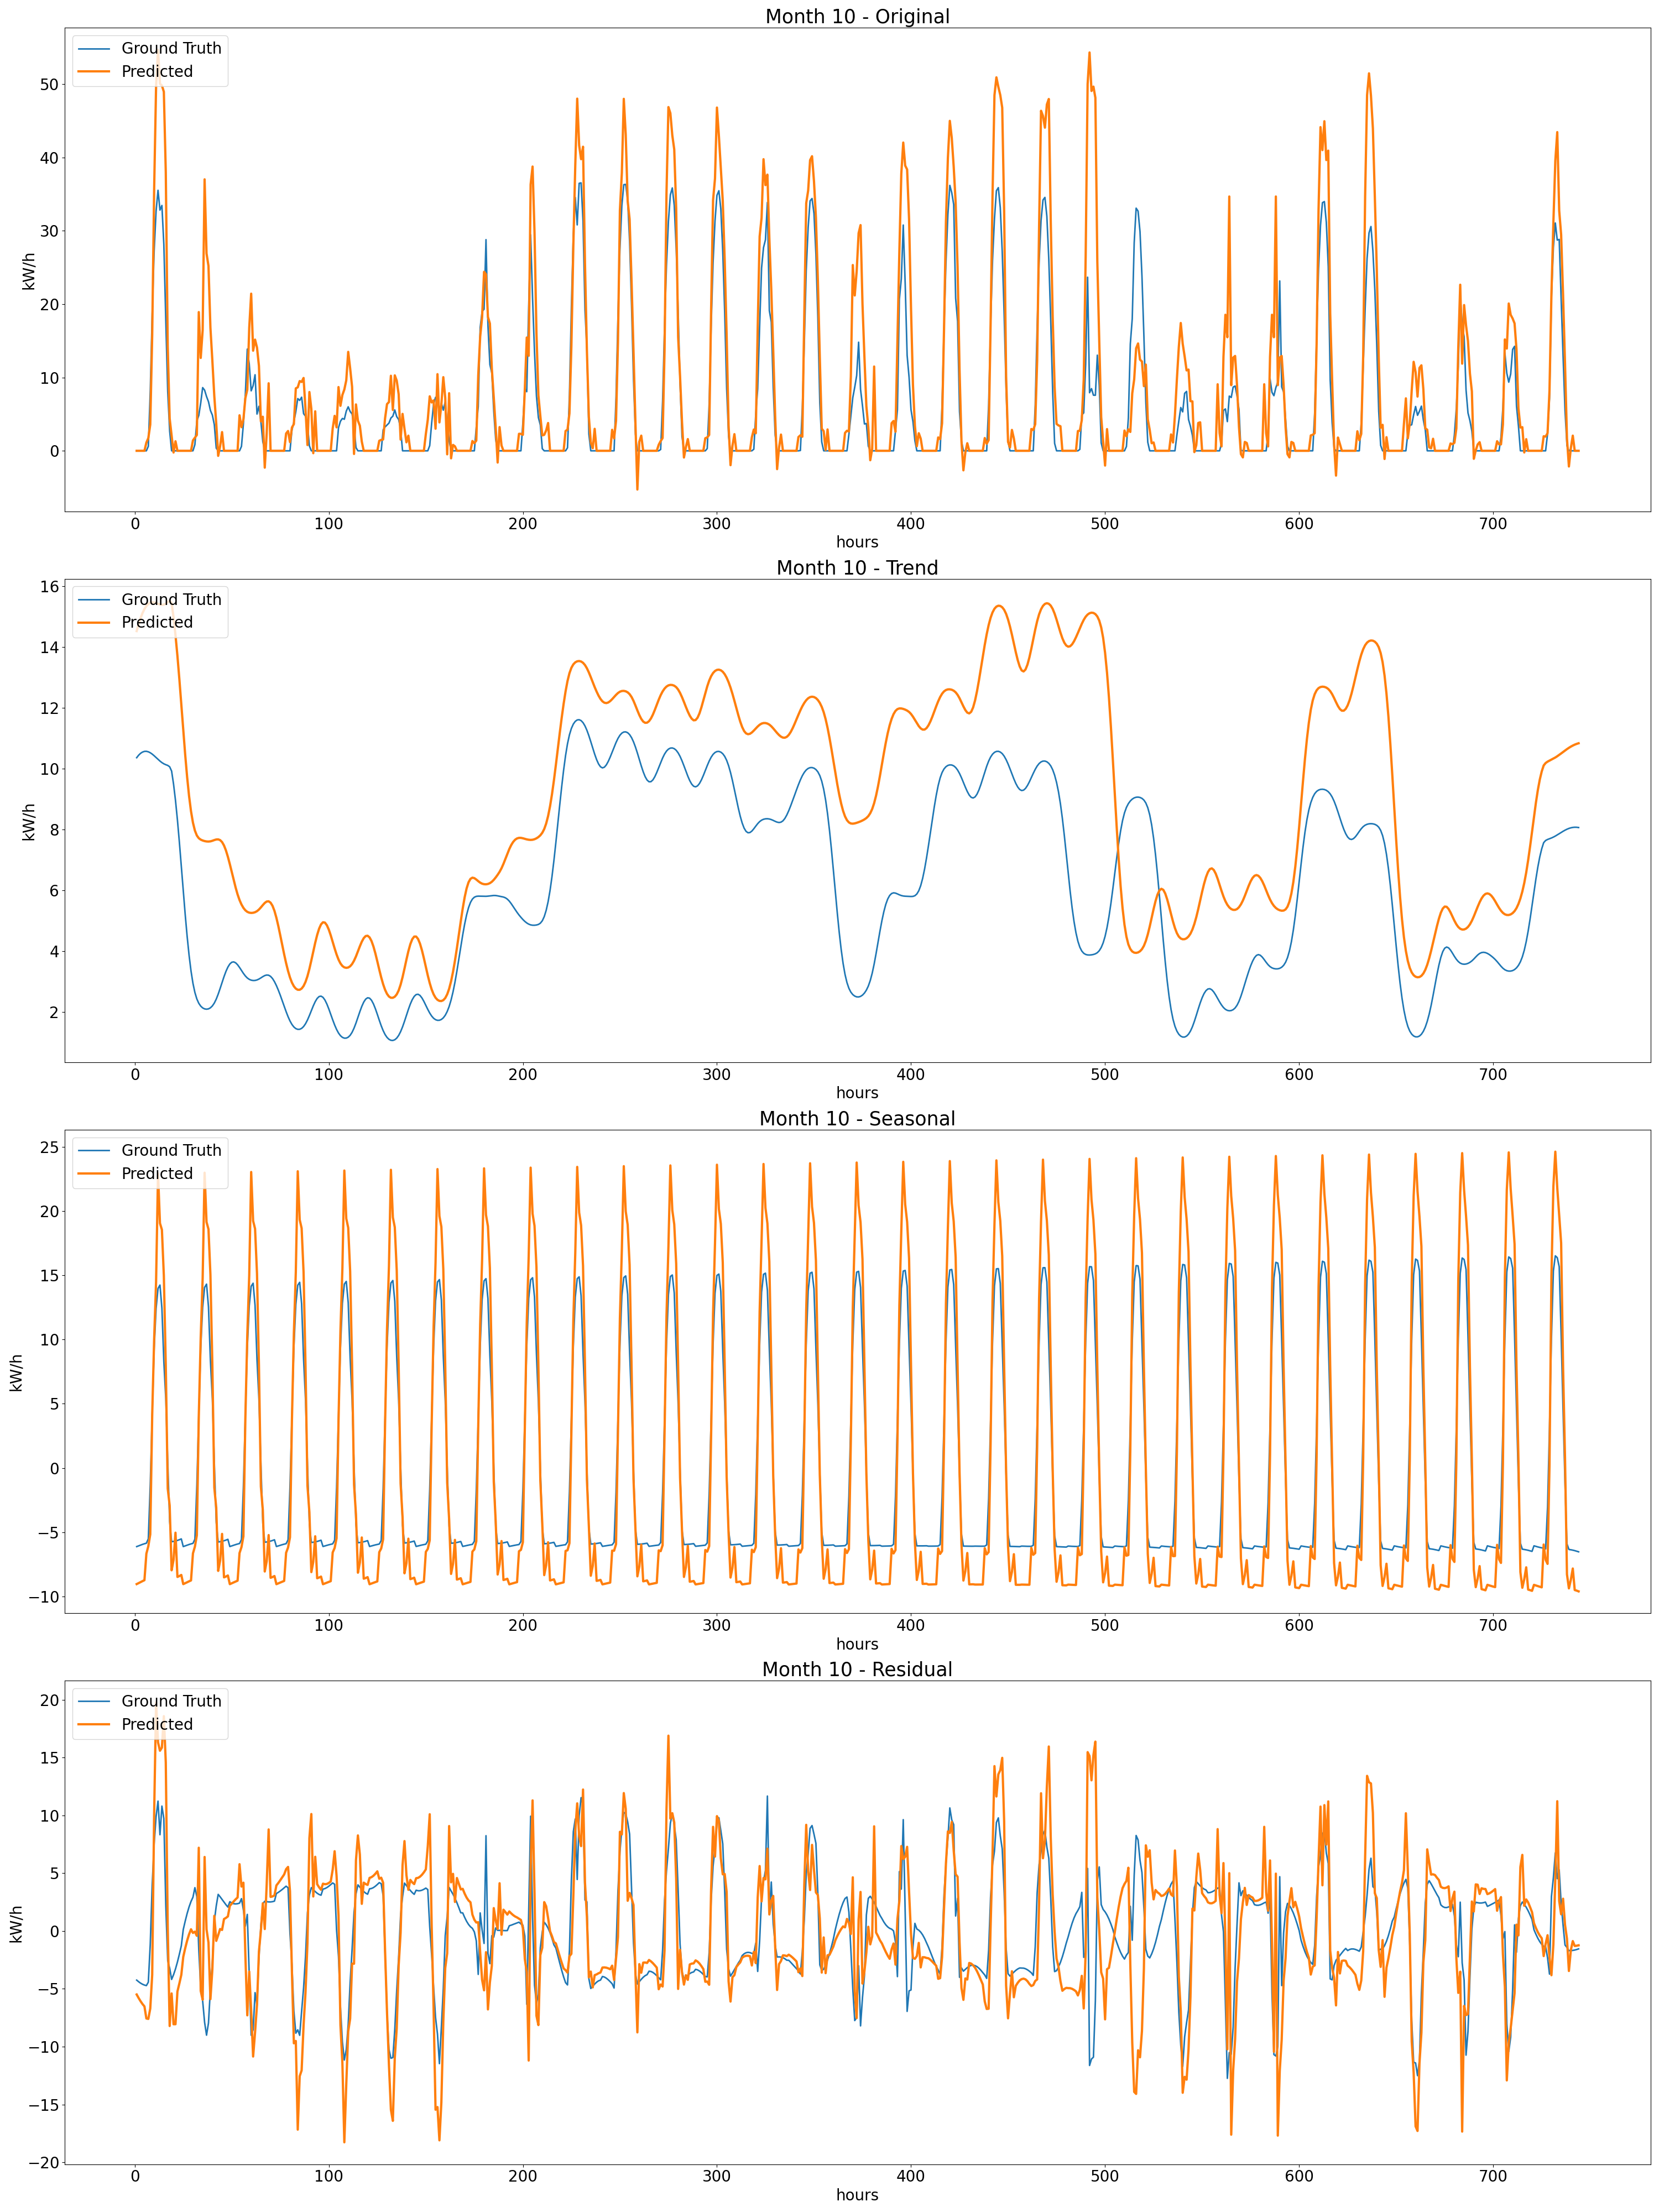 Month 10 - Original
Ground Truth
Predicted
kW/h
50
40
30
20
10
0
0 100 200 300 400 500 600 700
hours
Month 10 - Trend
Ground Truth
Predicted
kW/h
16
14
12
10
8
6
4
2
0 100 200 300 400 500 600 700
hours
Month 10 - Seasonal
Ground Truth
Predicted
kW/h
25
20
15
10
5
0
−5
−10
0 100 200 300 400 500 600 700
hours
Month 10 - Residual
Ground Truth
Predicted
kW/h
20
15
10
5
0
−5
−10
−15
−20
0 100 200 300 400 500 600 700
hours